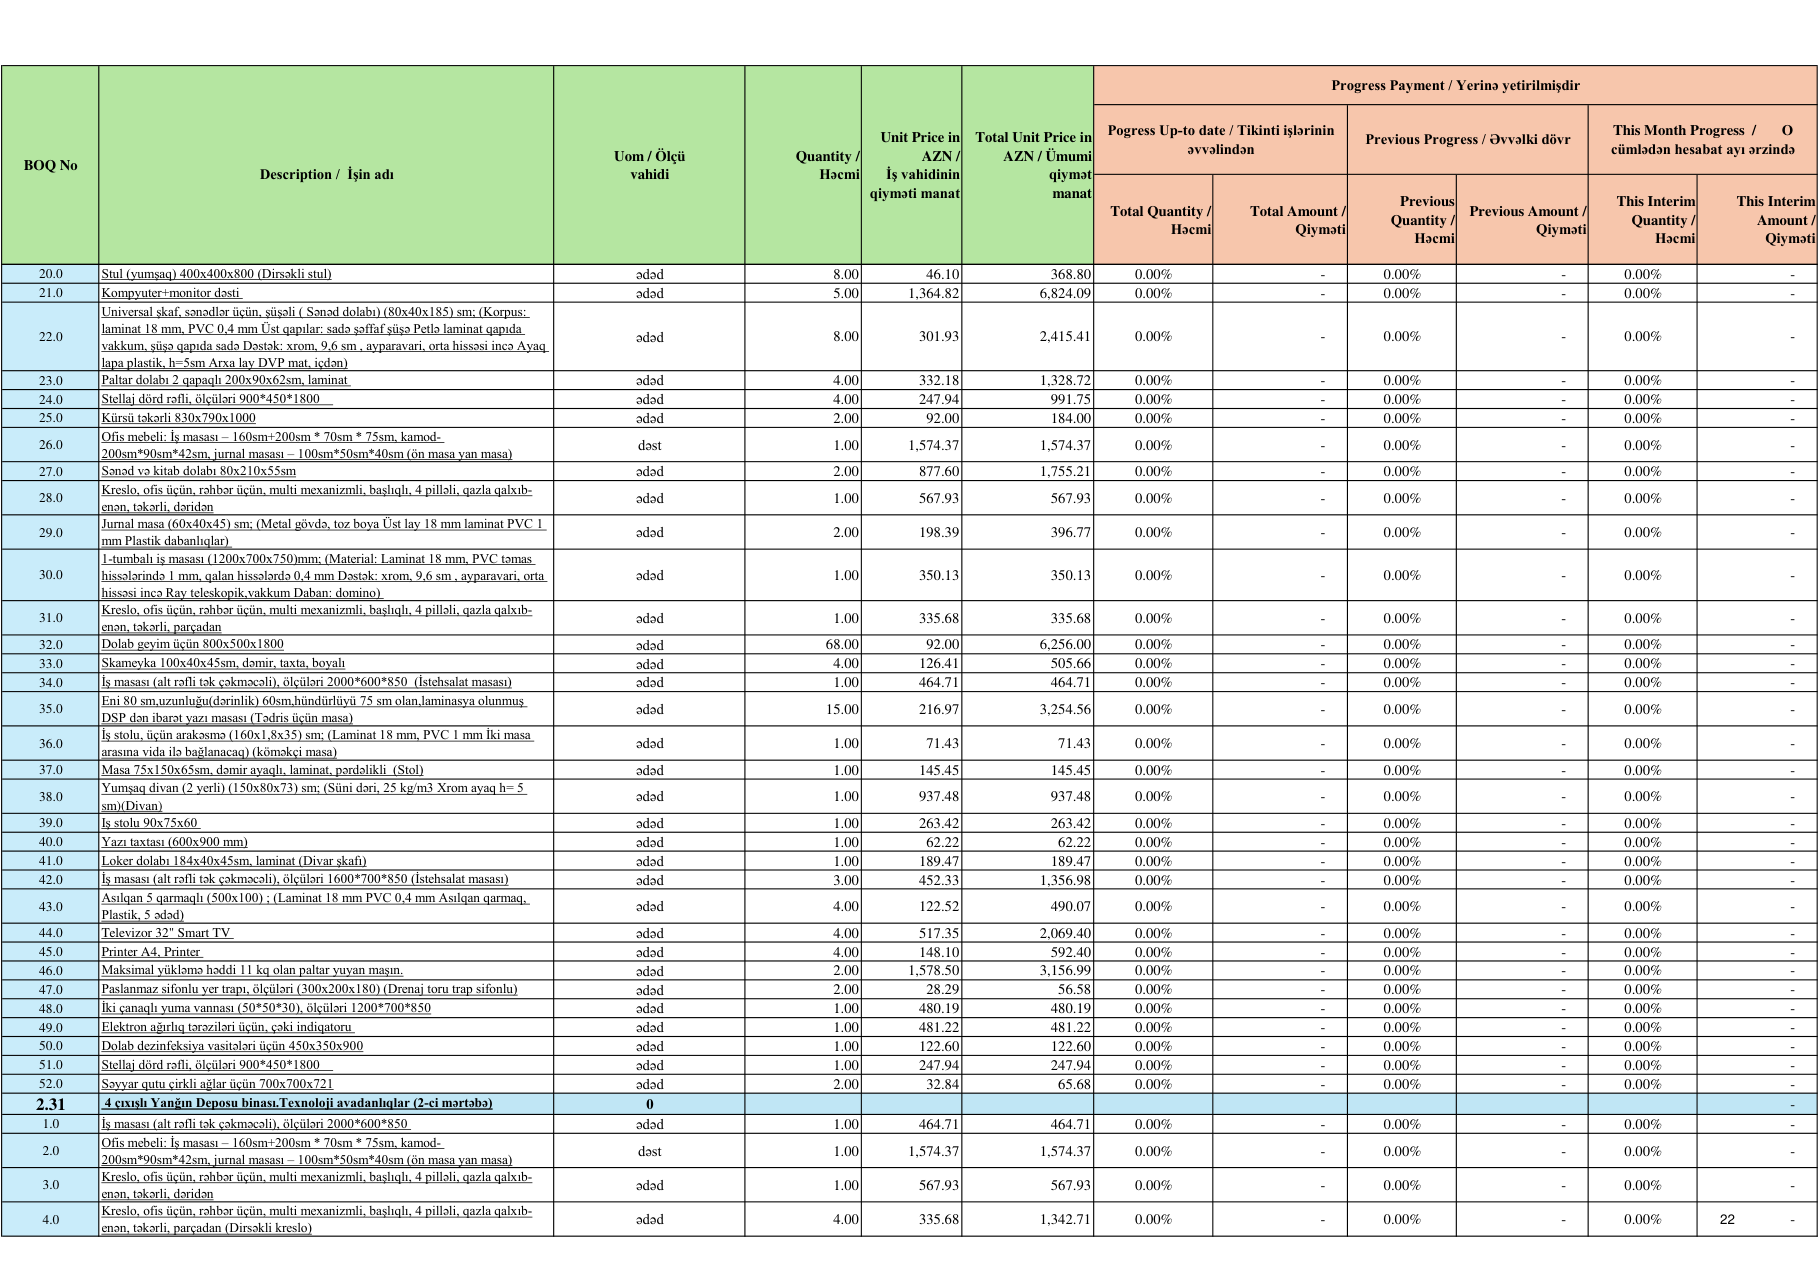 Progress Payment / Yerinə yetirilmişdir
BOQ No
Description / İşin adı
Uom / Ölçü
vahidi
Quantity /
Həcmi
Unit Price in
AZN /
İş vahidinin
qiyməti manat
Total Unit Price in
AZN / Ümumi
qiymət
manat
Pogress Up-to date / Tikinti işlərinin
əvvəlindən
Previous Progress / Əvvəlki dövr
This Month Progress / O
cümlədən hesabat ayı ərzində
Total Quantity /
Həcmi
Total Amount /
Qiyməti
Previous
Quantity /
Həcmi
Previous Amount /
Qiyməti
This Interim
Quantity /
Həcmi
This Interim
Amount /
Qiyməti
20.0 Stul (yumşaq) 400x400x800 (Dirsəkli stul) ədəd 8.00 46.10 368.80 0.00% - 0.00% - 0.00% -
21.0 Kompyuter+monitor dəsti ədəd 5.00 1,364.82 6,824.09 0.00% - 0.00% - 0.00% -
Universal şkaf, sənədlər üçün, şüşəli ( Sənəd dolabı) (80x40x185) sm; (Korpus:
laminat 18 mm, PVC 0,4 mm Üst qapılar: sadə şəffaf şüşə Petlə laminat qapıda
vakkum, şüşə qapıda sadə Dəstək: xrom, 9,6 sm , ayparavari, orta hissəsi incə Ayaq
lapa plastik, h=5sm Arxa lay DVP mat, içdən)
22.0 ədəd 8.00 301.93 2,415.41 0.00% - 0.00% - 0.00% -
23.0 Paltar dolabı 2 qapaqlı 200x90x62sm, laminat ədəd 4.00 332.18 1,328.72 0.00% - 0.00% - 0.00% -
24.0 Stellaj dörd rəfli, ölçüləri 900*450*1800 ədəd 4.00 247.94 991.75 0.00% - 0.00% - 0.00% -
25.0 Kürsü təkərli 830x790x1000 ədəd 2.00 92.00 184.00 0.00% - 0.00% - 0.00% -
Ofis mebeli: İş masası – 160sm+200sm * 70sm * 75sm, kamod-
200sm*90sm*42sm, jurnal masası – 100sm*50sm*40sm (ön masa yan masa)
26.0 dəst 1.00 1,574.37 1,574.37 0.00% - 0.00% - 0.00% -
27.0 Sənəd və kitab dolabı 80x210x55sm ədəd 2.00 877.60 1,755.21 0.00% - 0.00% - 0.00% -
Kreslo, ofis üçün, rəhbər üçün, multi mexanizmli, başlıqlı, 4 pilləli, qazla qalxıb-
enən, təkərli, dəridən
28.0 ədəd 1.00 567.93 567.93 0.00% - 0.00% - 0.00% -
Jurnal masa (60x40x45) sm; (Metal gövdə, toz boya Üst lay 18 mm laminat PVC 1
mm Plastik dabanlıqlar)
29.0 ədəd 2.00 198.39 396.77 0.00% - 0.00% - 0.00% -
1-tumbalı iş masası (1200x700x750)mm; (Material: Laminat 18 mm, PVC təmas
hissələrində 1 mm, qalan hissələrdə 0,4 mm Dəstək: xrom, 9,6 sm , ayparavari, orta
hissəsi incə Ray teleskopik,vakkum Daban: domino)
30.0 ədəd 1.00 350.13 350.13 0.00% - 0.00% - 0.00% -
Kreslo, ofis üçün, rəhbər üçün, multi mexanizmli, başlıqlı, 4 pilləli, qazla qalxıb-
enən, təkərli, parçadan
31.0 ədəd 1.00 335.68 335.68 0.00% - 0.00% - 0.00% -
32.0 Dolab geyim üçün 800x500x1800 ədəd 68.00 92.00 6,256.00 0.00% - 0.00% - 0.00% -
33.0 Skameyka 100x40x45sm, dəmir, taxta, boyalı ədəd 4.00 126.41 505.66 0.00% - 0.00% - 0.00% -
34.0 İş masası (alt rəfli tək çəkməcəli), ölçüləri 2000*600*850 (İstehsalat masası) ədəd 1.00 464.71 464.71 0.00% - 0.00% - 0.00% -
Eni 80 sm,uzunluğu(dərinlik) 60sm,hündürlüyü 75 sm olan,laminasya olunmuş
DSP dən ibarət yazı masası (Tədris üçün masa)
35.0 ədəd 15.00 216.97 3,254.56 0.00% - 0.00% - 0.00% -
İş stolu, üçün arakəsmə (160x1,8x35) sm; (Laminat 18 mm, PVC 1 mm İki masa
arasına vida ilə bağlanacaq) (köməkçi masa)
36.0 ədəd 1.00 71.43 71.43 0.00% - 0.00% - 0.00% -
37.0 Masa 75x150x65sm, dəmir ayaqlı, laminat, pərdəlikli (Stol) ədəd 1.00 145.45 145.45 0.00% - 0.00% - 0.00% -
Yumşaq divan (2 yerli) (150x80x73) sm; (Süni dəri, 25 kg/m3 Xrom ayaq h= 5
sm)(Divan)
38.0 ədəd 1.00 937.48 937.48 0.00% - 0.00% - 0.00% -
39.0 Iş stolu 90x75x60 ədəd 1.00 263.42 263.42 0.00% - 0.00% - 0.00% -
40.0 Yazı taxtası (600x900 mm) ədəd 1.00 62.22 62.22 0.00% - 0.00% - 0.00% -
41.0 Loker dolabı 184x40x45sm, laminat (Divar şkafı) ədəd 1.00 189.47 189.47 0.00% - 0.00% - 0.00% -
42.0 İş masası (alt rəfli tək çəkməcəli), ölçüləri 1600*700*850 (İstehsalat masası) ədəd 3.00 452.33 1,356.98 0.00% - 0.00% - 0.00% -
Asılqan 5 qarmaqlı (500x100) ; (Laminat 18 mm PVC 0,4 mm Asılqan qarmaq,
Plastik, 5 ədəd)
43.0 ədəd 4.00 122.52 490.07 0.00% - 0.00% - 0.00% -
44.0 Televizor 32" Smart TV ədəd 4.00 517.35 2,069.40 0.00% - 0.00% - 0.00% -
45.0 Printer A4, Printer ədəd 4.00 148.10 592.40 0.00% - 0.00% - 0.00% -
46.0 Maksimal yükləmə həddi 11 kq olan paltar yuyan maşın. ədəd 2.00 1,578.50 3,156.99 0.00% - 0.00% - 0.00% -
47.0 Paslanmaz sifonlu yer trapı, ölçüləri (300x200x180) (Drenaj toru trap sifonlu) ədəd 2.00 28.29 56.58 0.00% - 0.00% - 0.00% -
48.0 İki çanaqlı yuma vannası (50*50*30), ölçüləri 1200*700*850 ədəd 1.00 480.19 480.19 0.00% - 0.00% - 0.00% -
49.0 Elektron ağırlıq tərəziləri üçün, çəki indiqatoru ədəd 1.00 481.22 481.22 0.00% - 0.00% - 0.00% -
50.0 Dolab dezinfeksiya vasitələri üçün 450x350x900 ədəd 1.00 122.60 122.60 0.00% - 0.00% - 0.00% -
51.0 Stellaj dörd rəfli, ölçüləri 900*450*1800 ədəd 1.00 247.94 247.94 0.00% - 0.00% - 0.00% -
52.0 Səyyar qutu çirkli ağlar üçün 700x700x721 ədəd 2.00 32.84 65.68 0.00% - 0.00% - 0.00% -
2.31 4 çıxışlı Yanğın Deposu binası.Texnoloji avadanlıqlar (2-ci mərtəbə) 0 -
1.0 İş masası (alt rəfli tək çəkməcəli), ölçüləri 2000*600*850 ədəd 1.00 464.71 464.71 0.00% - 0.00% - 0.00% -
Ofis mebeli: İş masası – 160sm+200sm * 70sm * 75sm, kamod-
200sm*90sm*42sm, jurnal masası – 100sm*50sm*40sm (ön masa yan masa)
2.0 dəst 1.00 1,574.37 1,574.37 0.00% - 0.00% - 0.00% -
Kreslo, ofis üçün, rəhbər üçün, multi mexanizmli, başlıqlı, 4 pilləli, qazla qalxıb-
enən, təkərli, dəridən
3.0 ədəd 1.00 567.93 567.93 0.00% - 0.00% - 0.00% -
Kreslo, ofis üçün, rəhbər üçün, multi mexanizmli, başlıqlı, 4 pilləli, qazla qalxıb-
enən, təkərli, parçadan (Dirsəkli kreslo)
4.0 ədəd 4.00 335.68 1,342.71 0.00% - 0.00% - 0.00% 22 -